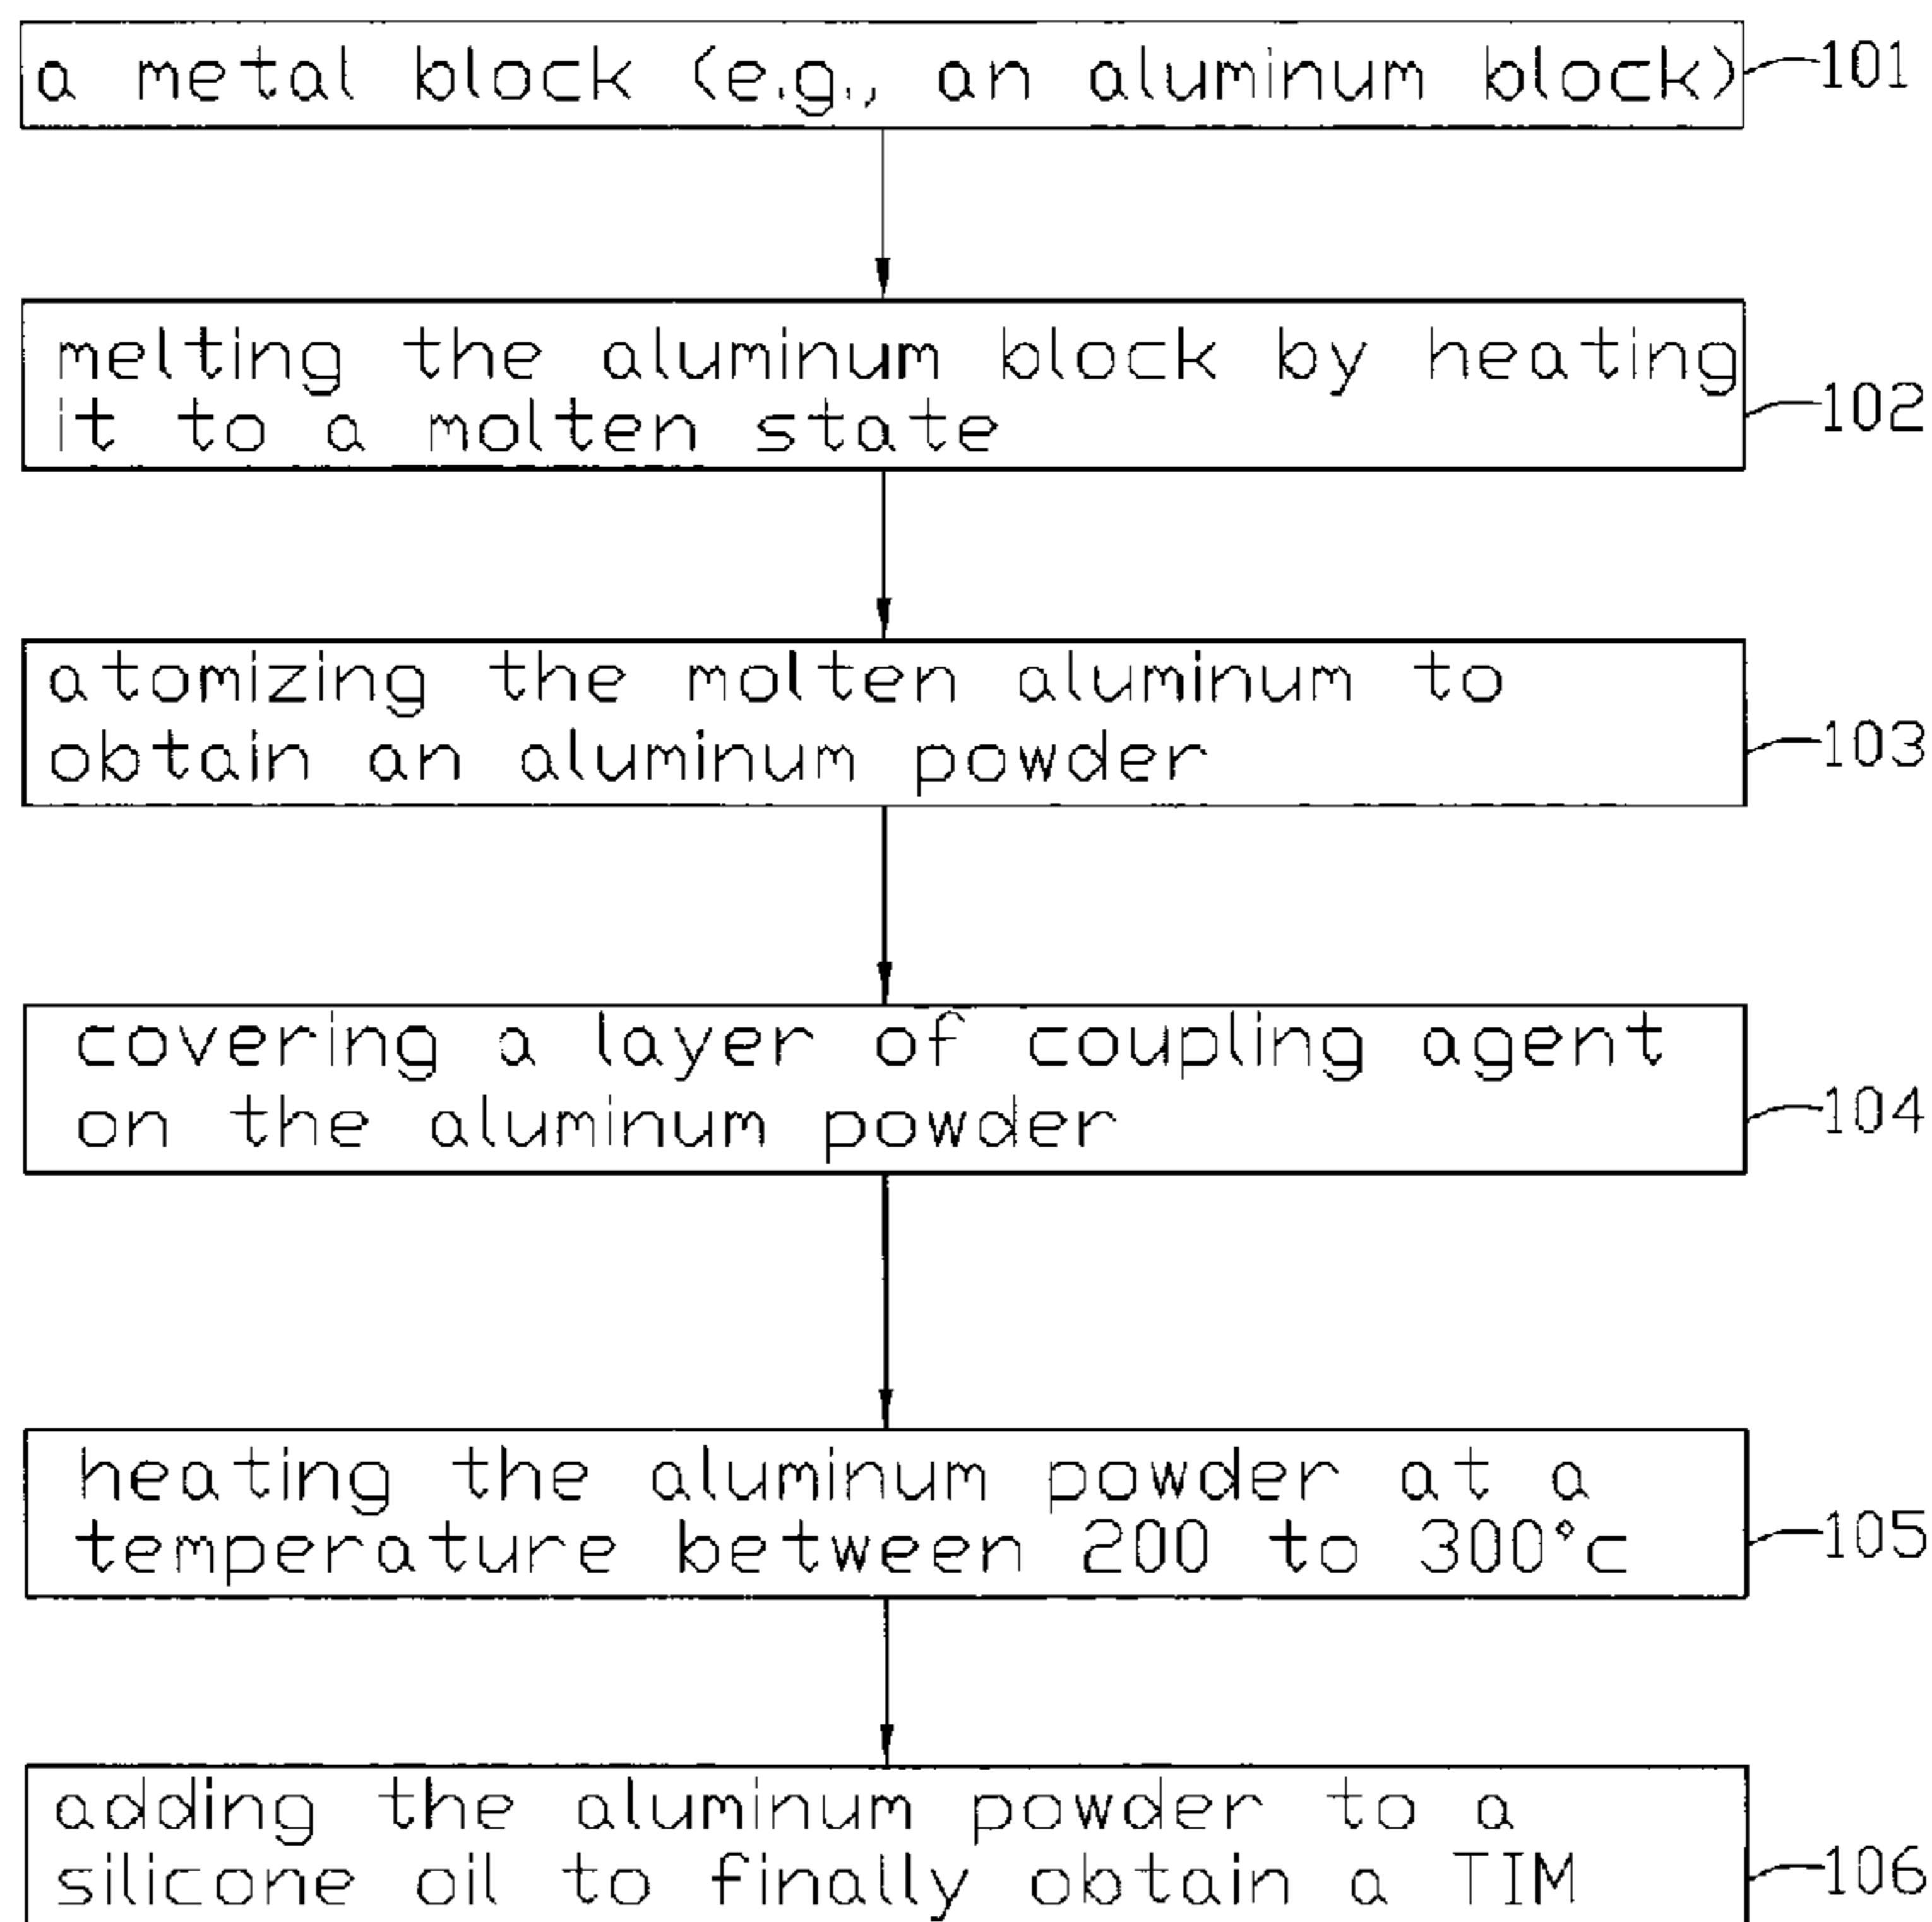 a metal block (e.g., an aluminum block)
101
melting the aluminum block by heating
it to a molten state
102
atomizing the molten aluminum to
obtain an aluminum powder
103
covering a layer of coupling agent
on the aluminum powder
104
heating the aluminum powder at a
temperature between 200 to 300°c
105
adding the aluminum powder to a
silicone oil to finally obtain a TIM
106